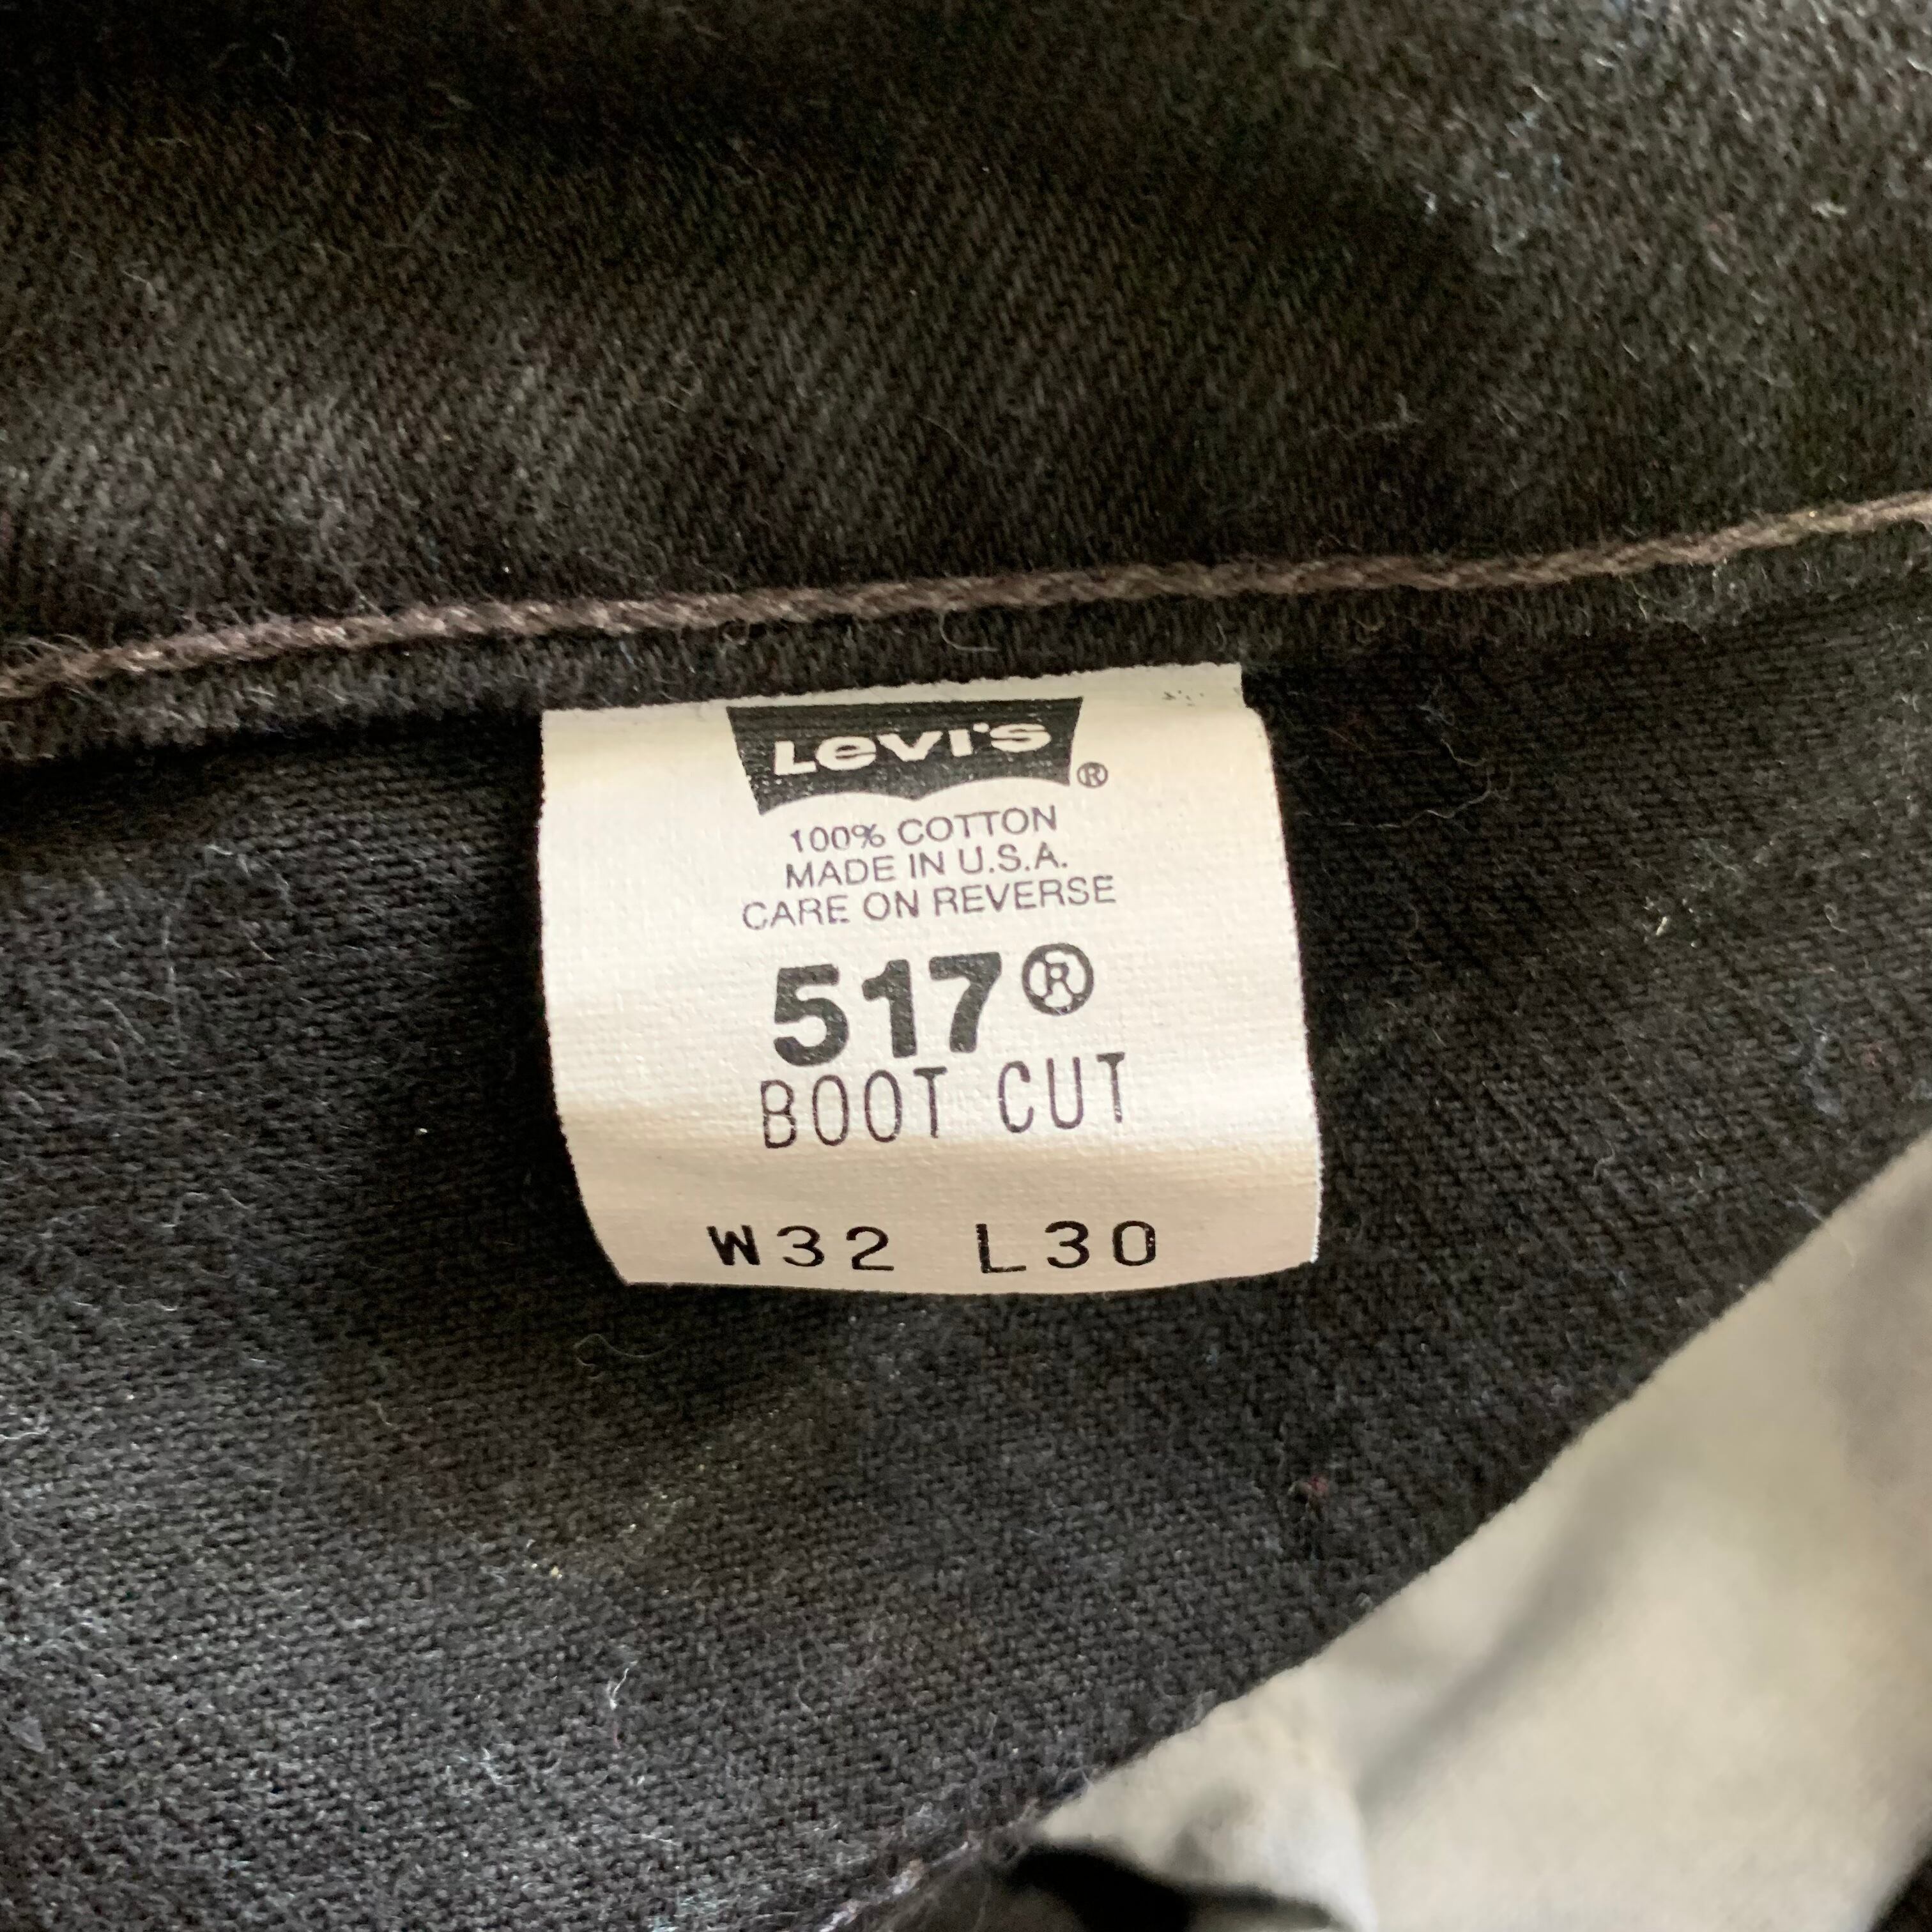 Levi's®
100% COTTON
MADE IN U.S.A.
CARE ON REVERSE
517®
BOOT CUT
W32 L30